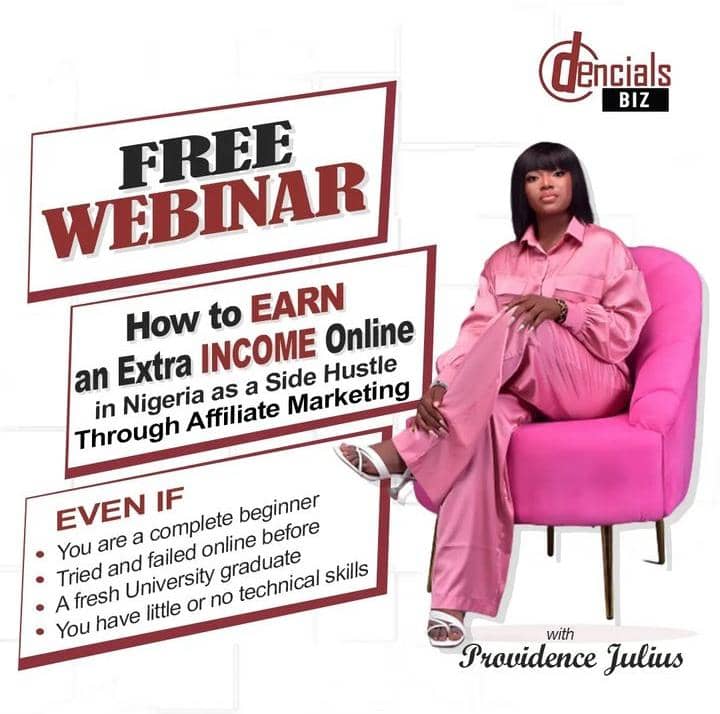 dencials
BIZ
FREE
WEBINAR
How to EARN
an Extra INCOME Online
in Nigeria as a Side Hustle
Through Affiliate Marketing
EVEN IF
• You are a complete beginner
• Tried and failed online before
• A fresh University graduate
• You have little or no technical skills
with
Providence Julius